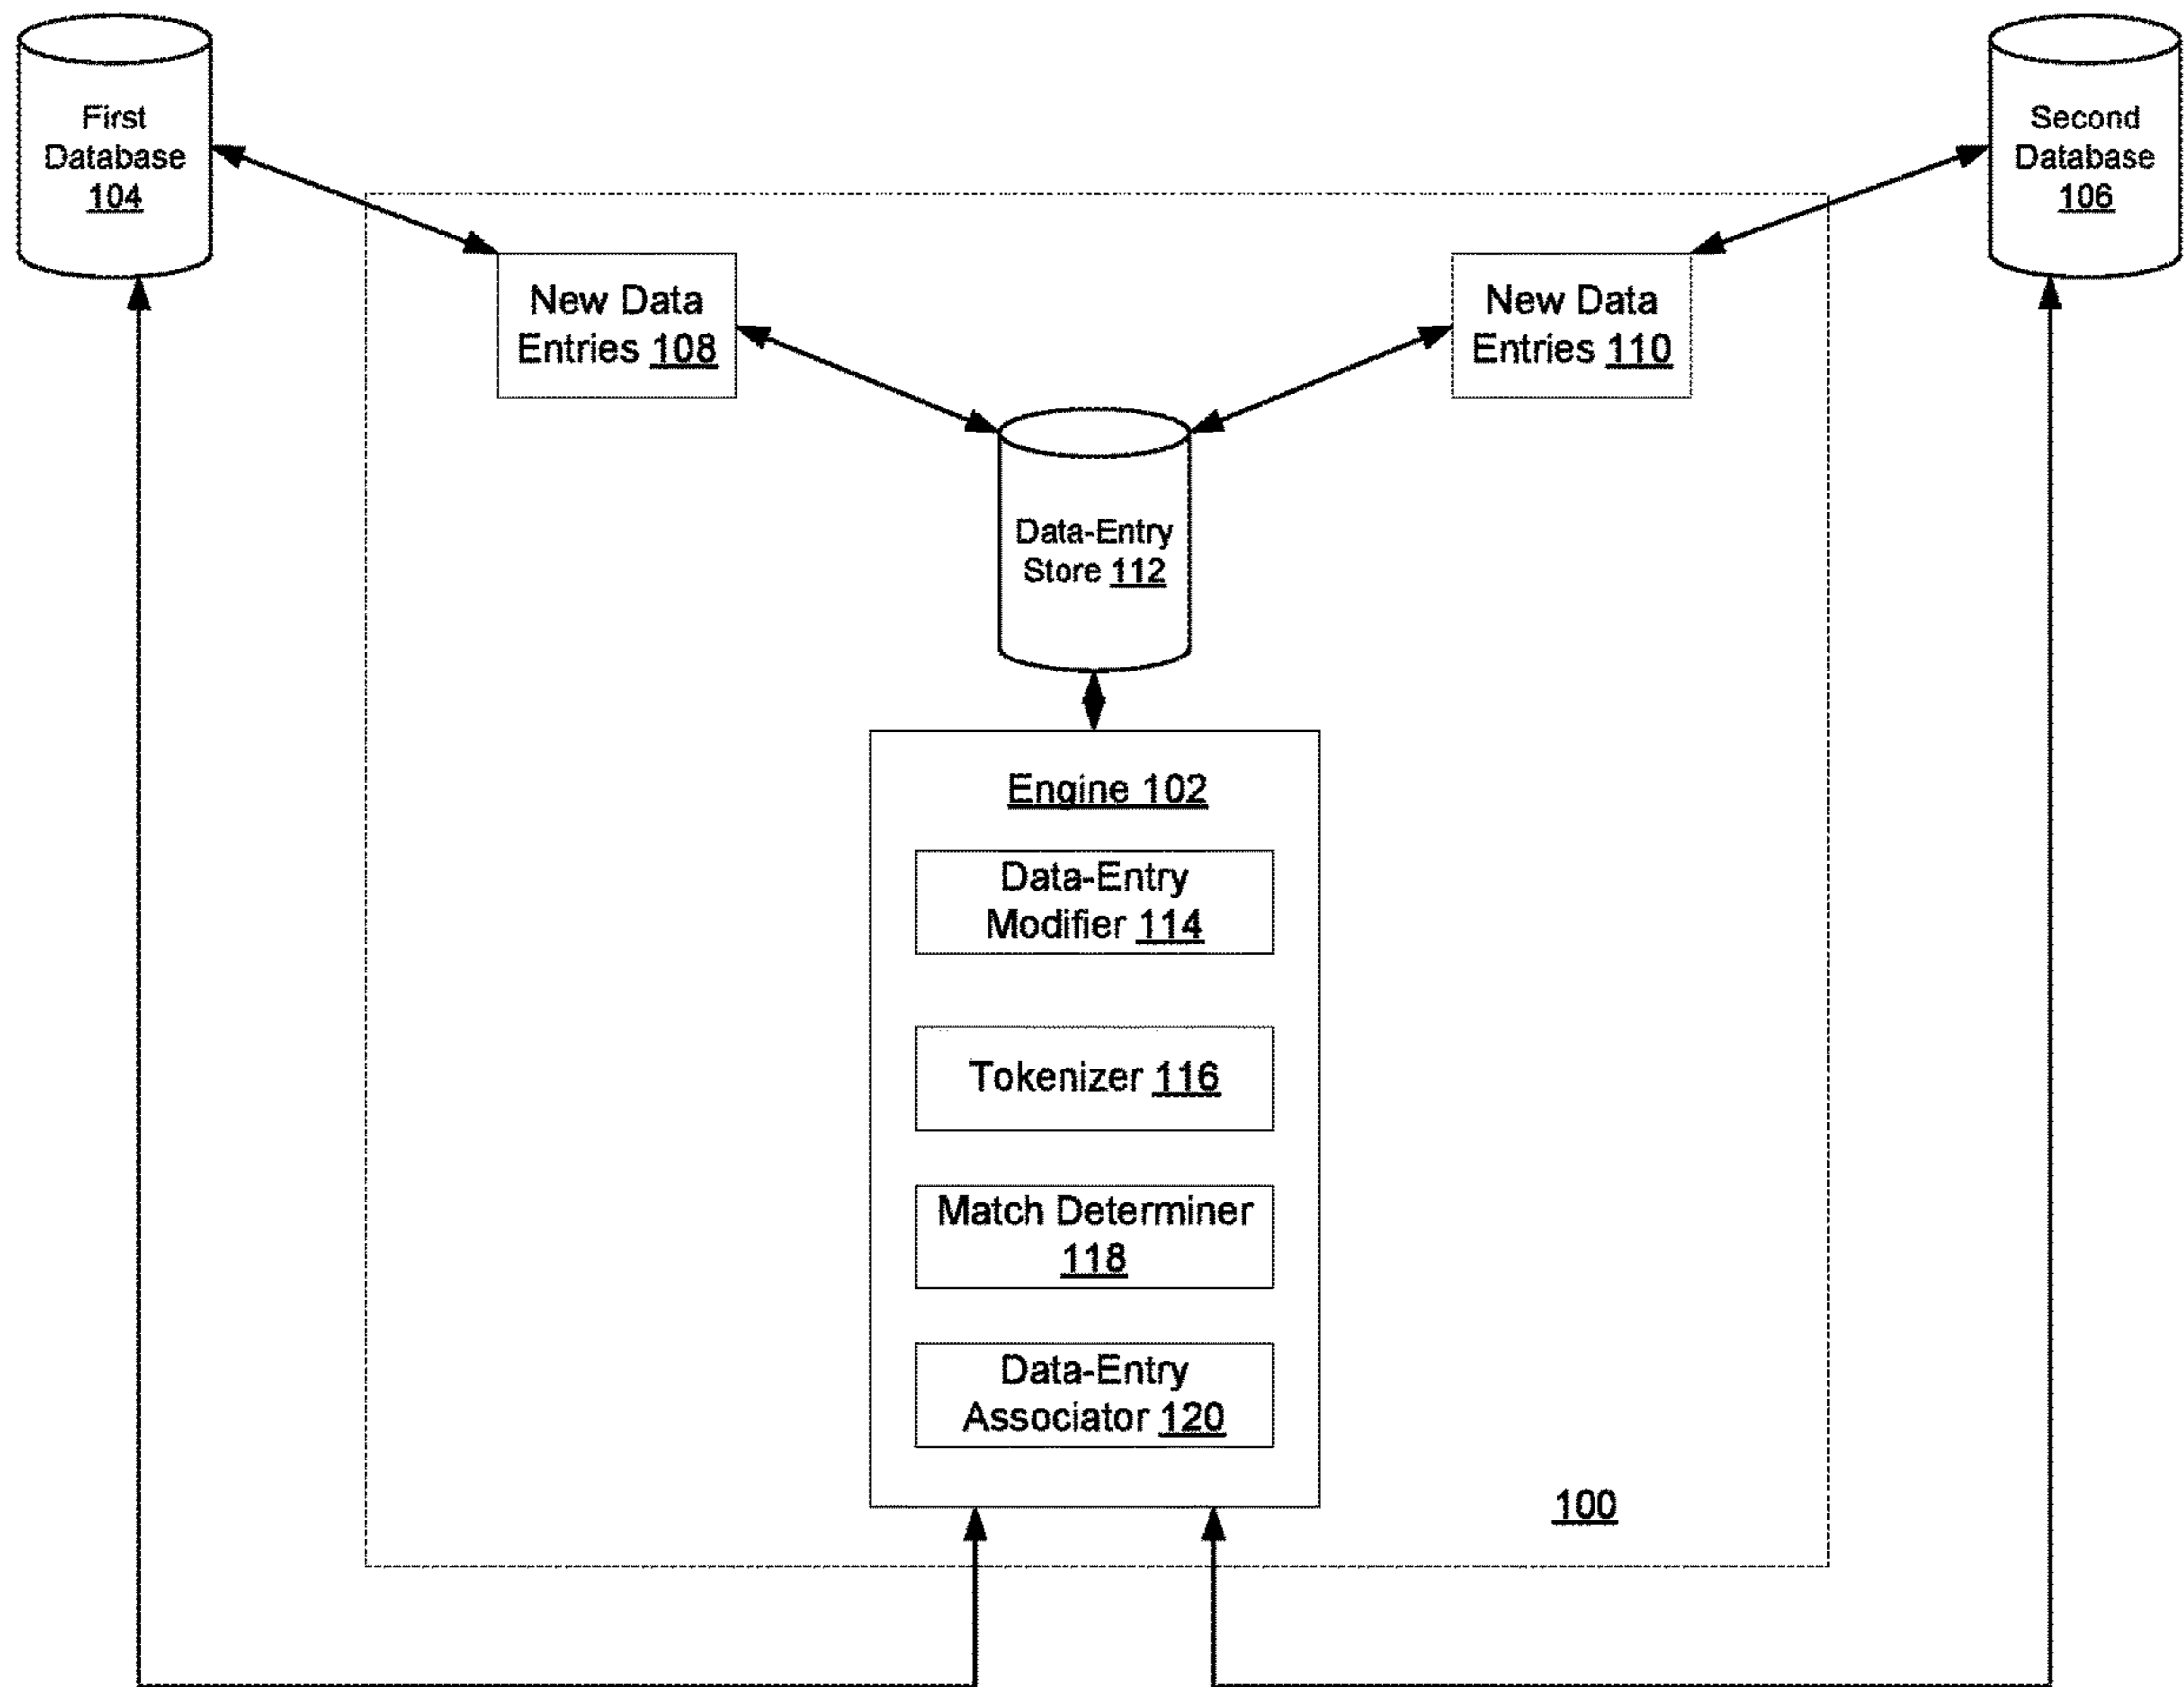 First
Database
104
Second
Database
106
New Data
Entries 108
New Data
Entries 110
Data-Entry
Store 112
Engine 102
Data-Entry
Modifier 114
Tokenizer 116
Match Determiner
118
Data-Entry
Associator 120
100